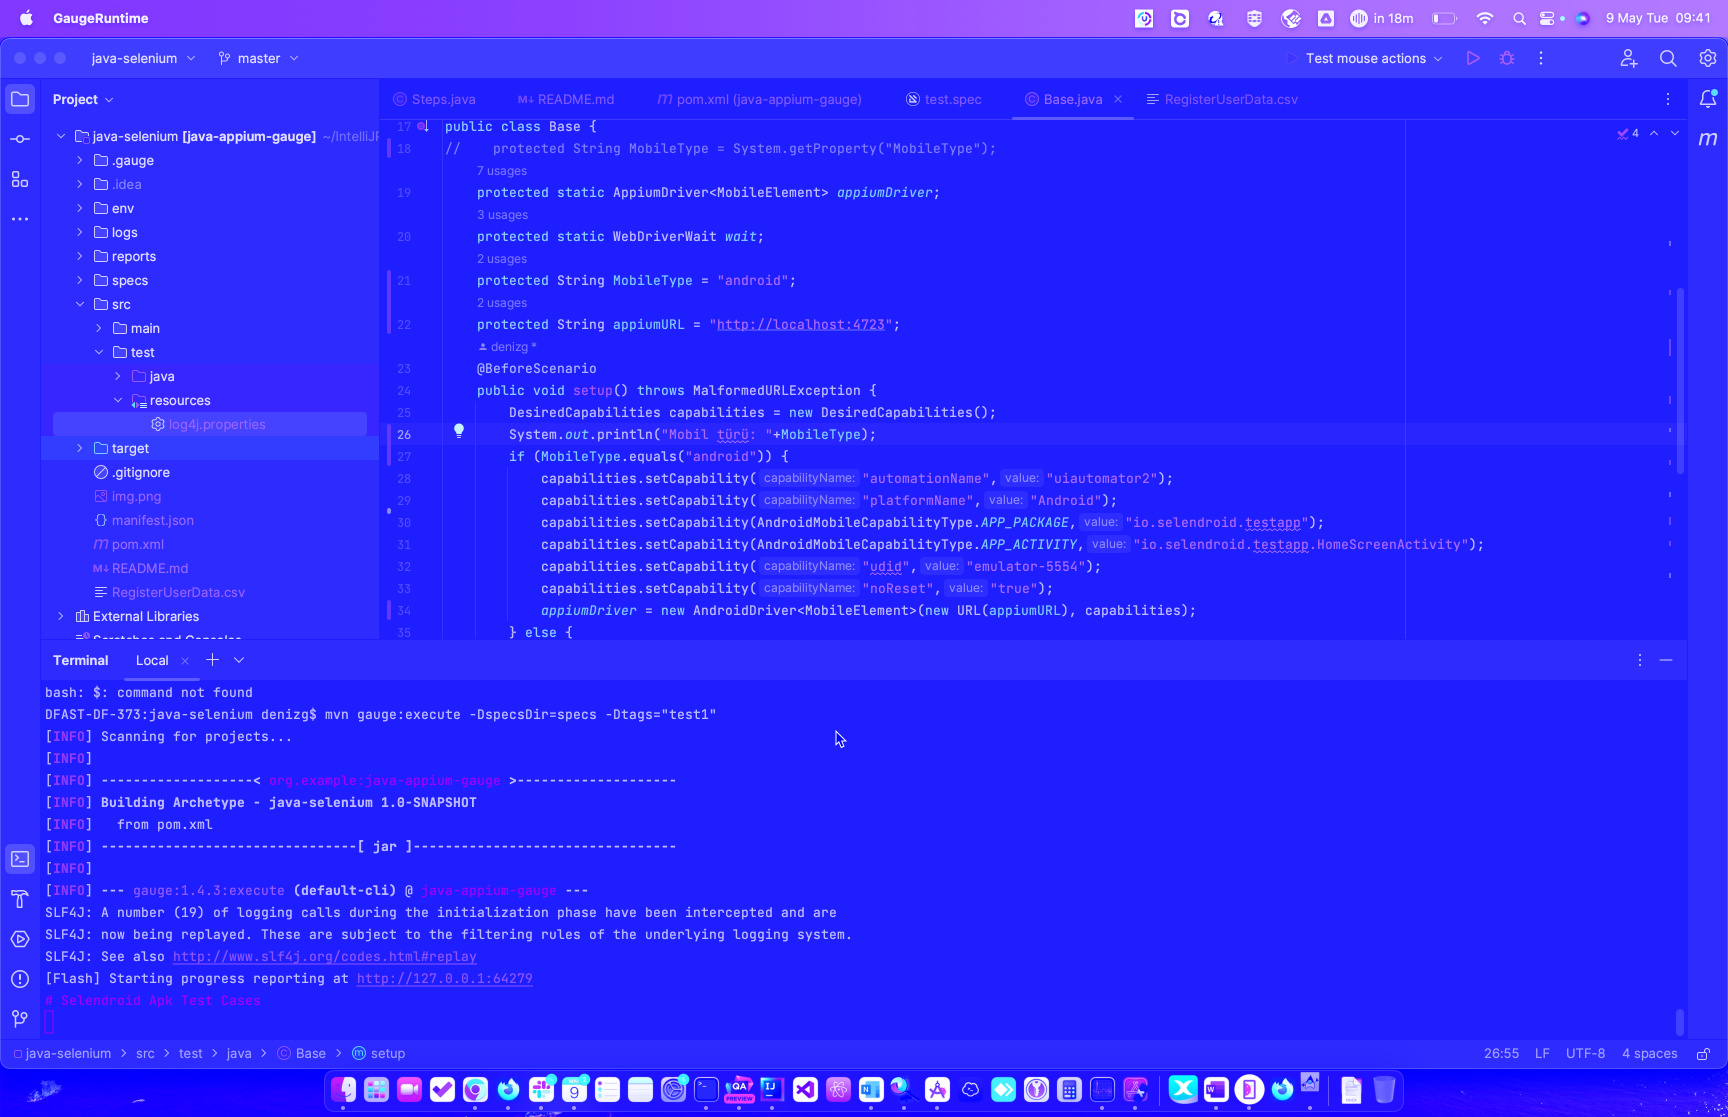 GaugeRuntime
in 18m
9 May Tue 09:41
java-selenium
master
Test mouse actions
Project
Steps.java
M↓ README.md
m pom.xml (java-appium-gauge)
test.spec
Base.java
RegisterUserData.csv
java-selenium [java-appium-gauge] ~/IntelliJF
.gauge
.idea
env
logs
reports
specs
src
main
test
java
resources
log4j.properties
target
.gitignore
img.png
manifest.json
m pom.xml
M↓ README.md
RegisterUserData.csv
External Libraries
Scratches and Consoles
4
17 public class Base {
18 //    protected String MobileType = System.getProperty("MobileType");
7 usages
19 protected static AppiumDriver<MobileElement> appiumDriver;
3 usages
20 protected static WebDriverWait wait;
2 usages
21 protected String MobileType = "android";
2 usages
22 protected String appiumURL = "http://localhost:4723";
denizg *
23 @BeforeScenario
24 public void setup() throws MalformedURLException {
25 DesiredCapabilities capabilities = new DesiredCapabilities();
26 System.out.println("Mobil türü: "+MobileType);
27 if (MobileType.equals("android")) {
28 capabilities.setCapability( capabilityName: "automationName", value: "uiautomator2");
29 capabilities.setCapability( capabilityName: "platformName", value: "Android");
30 capabilities.setCapability(AndroidMobileCapabilityType.APP_PACKAGE, value: "io.selendroid.testapp");
31 capabilities.setCapability(AndroidMobileCapabilityType.APP_ACTIVITY, value: "io.selendroid.testapp.HomeScreenActivity");
32 capabilities.setCapability( capabilityName: "udid", value: "emulator-5554");
33 capabilities.setCapability( capabilityName: "noReset", value: "true");
34 appiumDriver = new AndroidDriver<MobileElement>(new URL(appiumURL), capabilities);
35 } else {
Terminal
Local
bash: $: command not found
DFAST-DF-373:java-selenium denizg$ mvn gauge:execute -DspecsDir=specs -Dtags="test1"
[INFO] Scanning for projects...
[INFO]
[INFO] -------------------< org.example:java-appium-gauge >--------------------
[INFO] Building Archetype - java-selenium 1.0-SNAPSHOT
[INFO]   from pom.xml
[INFO] --------------------------------[ jar ]---------------------------------
[INFO]
[INFO] --- gauge:1.4.3:execute (default-cli) @ java-appium-gauge ---
SLF4J: A number (19) of logging calls during the initialization phase have been intercepted and are
SLF4J: now being replayed. These are subject to the filtering rules of the underlying logging system.
SLF4J: See also http://www.slf4j.org/codes.html#replay
[Flash] Starting progress reporting at http://127.0.0.1:64279
# Selendroid Apk Test Cases
java-selenium > src > test > java > Base > setup
26:55 LF UTF-8 4 spaces
9
QA
PREVIEW
IJ